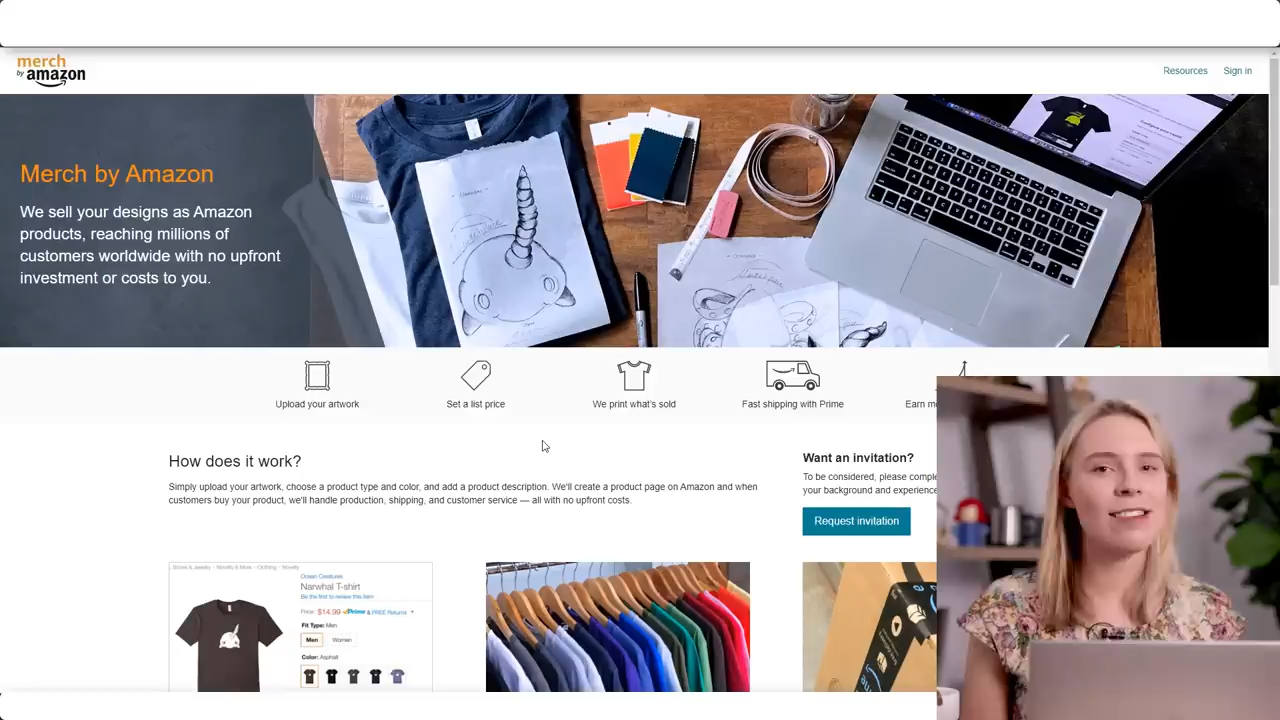 merch
by amazon
Resources
Sign in
Merch by Amazon
We sell your designs as Amazon
products, reaching millions of
customers worldwide with no upfront
investment or costs to you.
Upload your artwork
Set a list price
We print what's sold
Fast shipping with Prime
Earn
How does it work?
Simply upload your artwork, choose a product type and color, and add a product description. We'll create a product page on Amazon and when
customers buy your product, we'll handle production, shipping, and customer service — all with no upfront costs.
Want an invitation?
To be considered, please
your background and experience
Request invitation
Novelty & More › Clothing › Novelty
Ocean Creatures
Narwhal T-shirt
Be the first to review this item
Price: $14.99 Prime & FREE Returns
Fit Type: Men
Men
Women
Color: Asphalt